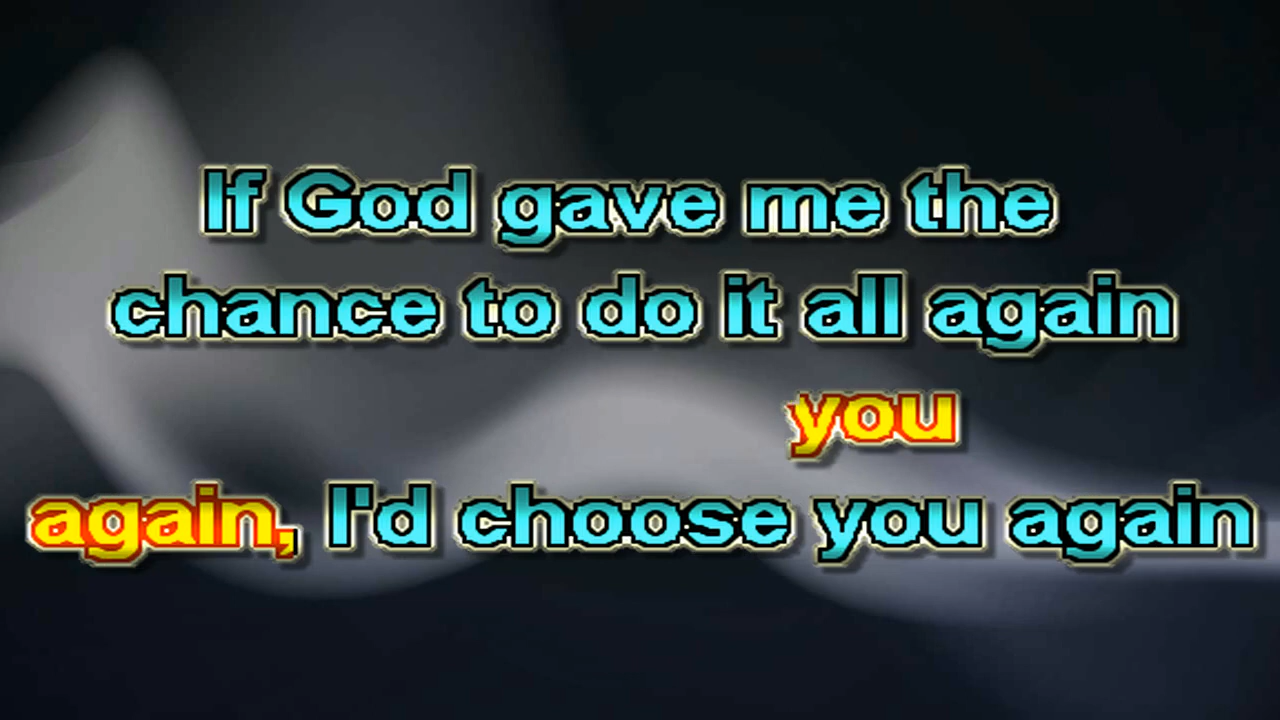 If God gave me the
chance to do it all again
you
again, I'd choose you again